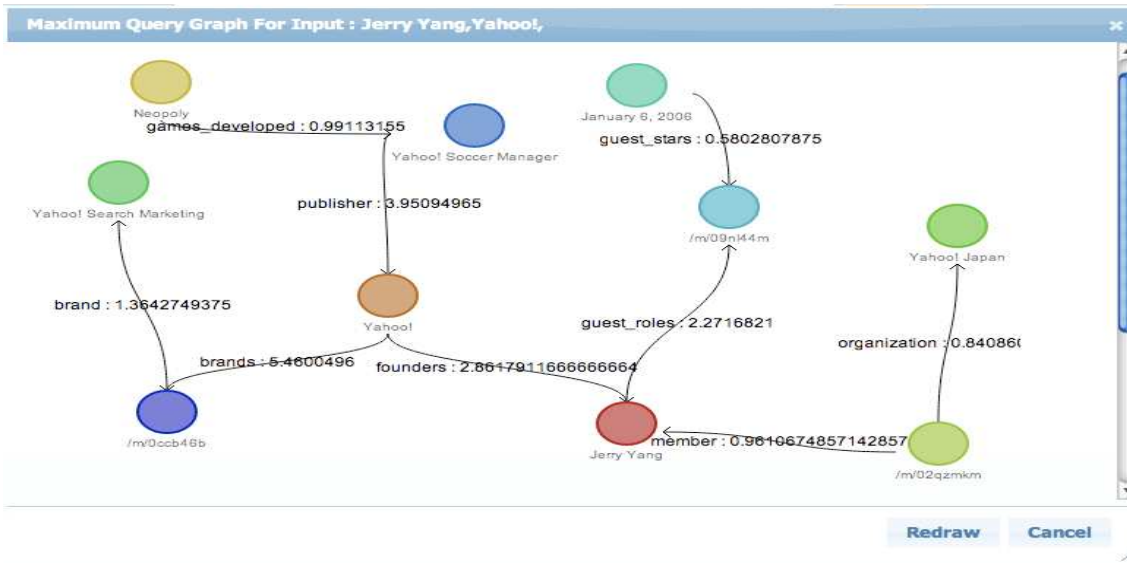 Maximum Query Graph For Input : Jerry Yang,Yahoo!,
Neopoly
January 6, 2006
games_developed : 0.99113155
guest_stars : 0.5802807875
Yahoo! Soccer Manager
Yahoo! Search Marketing
publisher : 3.95094965
/m/09nl44m
Yahoo! Japan
brand : 1.3642749375
Yahoo!
guest_roles : 2.2716821
organization : 0.84086
brands : 5.4600496
founders : 2.8617911666666664
/m/0ccb46b
member : 0.9610674857142857
Jerry Yang
/m/02qzmkm
Redraw
Cancel